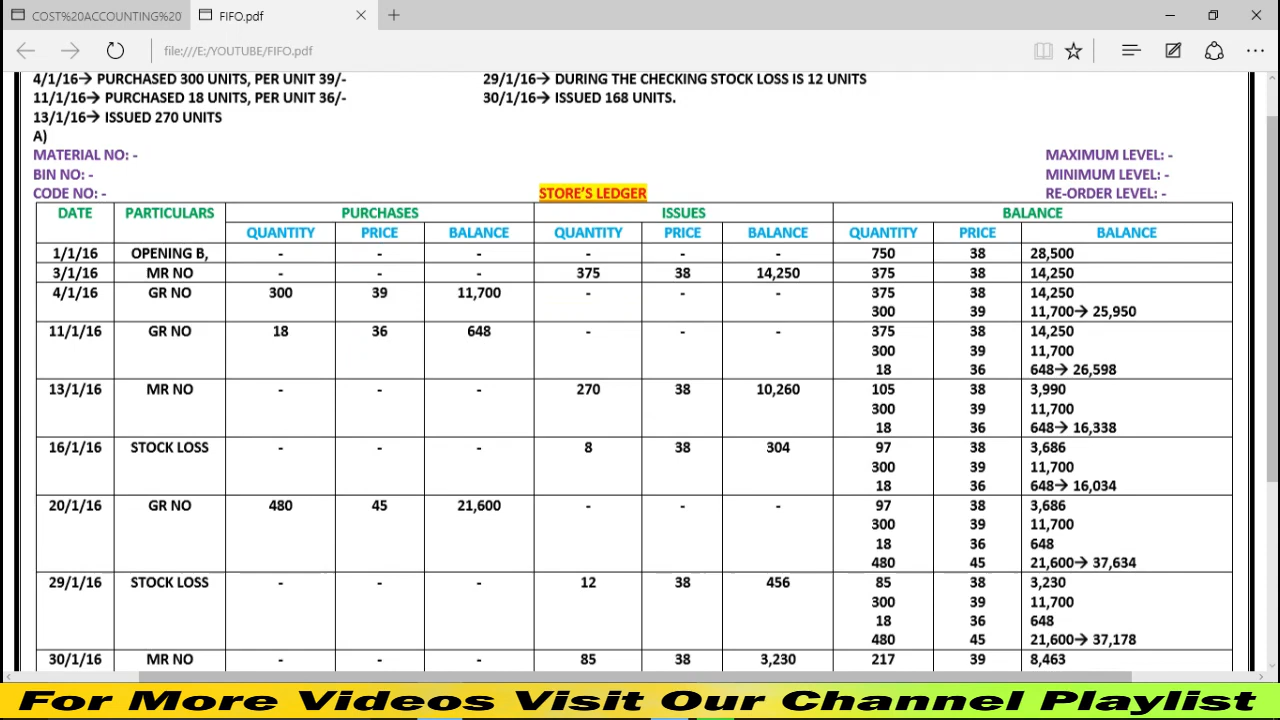 COST%20ACCOUNTING%20
FIFO.pdf
file:///E:/YOUTUBE/FIFO.pdf
4/1/16→ PURCHASED 300 UNITS, PER UNIT 39/- 29/1/16→ DURING THE CHECKING STOCK LOSS IS 12 UNITS
11/1/16→ PURCHASED 18 UNITS, PER UNIT 36/- 30/1/16→ ISSUED 168 UNITS.
13/1/16→ ISSUED 270 UNITS
A)
MATERIAL NO: - MAXIMUM LEVEL: -
BIN NO: - MINIMUM LEVEL: -
CODE NO: - STORE'S LEDGER RE-ORDER LEVEL: -
DATE PARTICULARS PURCHASES ISSUES BALANCE
QUANTITY PRICE BALANCE QUANTITY PRICE BALANCE QUANTITY PRICE BALANCE
1/1/16 OPENING B, - - - - - - 750 38 28,500
3/1/16 MR NO - - - 375 38 14,250 375 38 14,250
4/1/16 GR NO 300 39 11,700 - - - 375 38 14,250
300 39 11,700→ 25,950
11/1/16 GR NO 18 36 648 - - - 375 38 14,250
300 39 11,700
18 36 648→ 26,598
13/1/16 MR NO - - - 270 38 10,260 105 38 3,990
300 39 11,700
18 36 648→ 16,338
16/1/16 STOCK LOSS - - - 8 38 304 97 38 3,686
300 39 11,700
18 36 648→ 16,034
20/1/16 GR NO 480 45 21,600 - - - 97 38 3,686
300 39 11,700
18 36 648
480 45 21,600→ 37,634
29/1/16 STOCK LOSS - - - 12 38 456 85 38 3,230
300 39 11,700
18 36 648
480 45 21,600→ 37,178
30/1/16 MR NO - - - 85 38 3,230 217 39 8,463
For More Videos Visit Our Channel Playlist